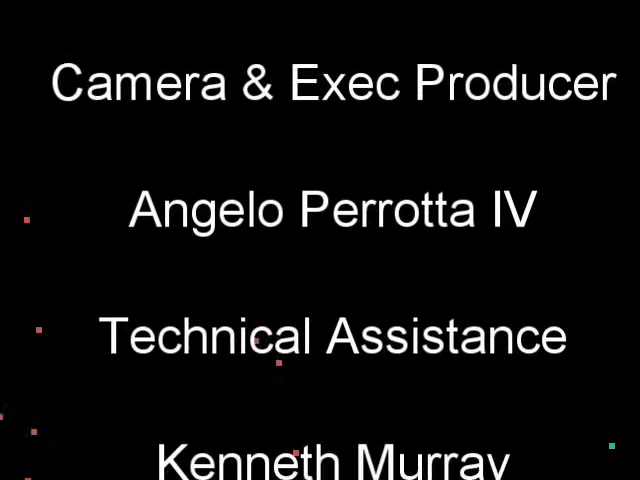 Camera & Exec Producer
Angelo Perrotta IV
Technical Assistance
Kenneth Murray